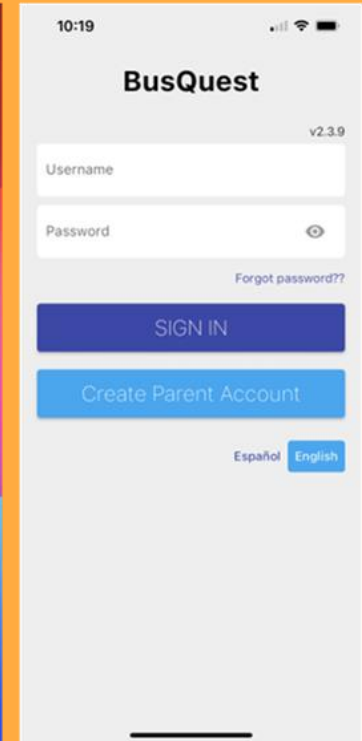 10:19
BusQuest
v2.3.9
Username
Password
Forgot password??
SIGN IN
Create Parent Account
Español English